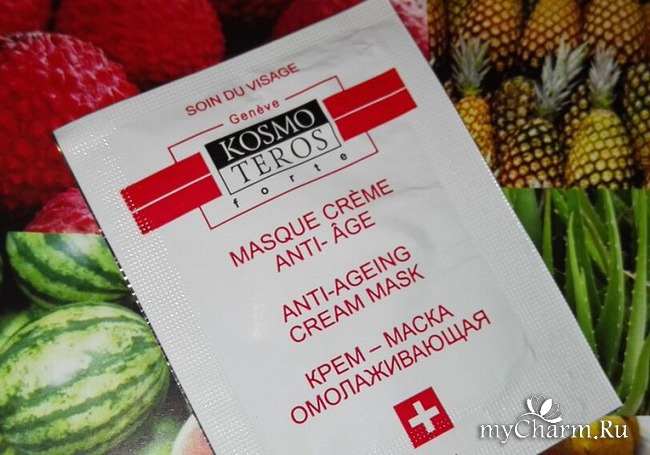 SOIN DU VISAGE
Genève
KOSMO
TEROS
forte
MASQUE CRÈME
ANTI- ÂGE
ANTI-AGEING
CREAM MASK
КРЕМ – МАСКА
ОМОЛАЖИВАЮЩАЯ
myCharm.Ru